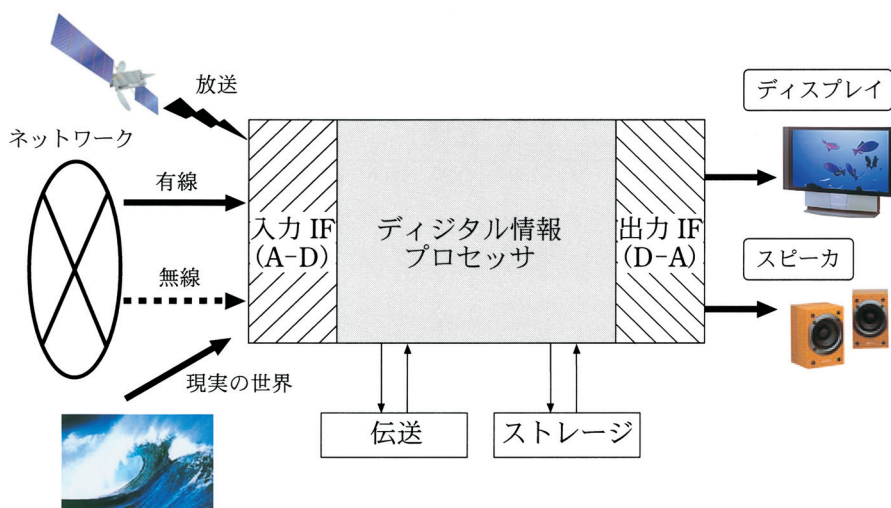 放送
ディスプレイ
ネットワーク
有線
入力 IF
(A-D)
ディジタル情報
プロセッサ
出力 IF
(D-A)
無線
スピーカ
現実の世界
伝送
ストレージ